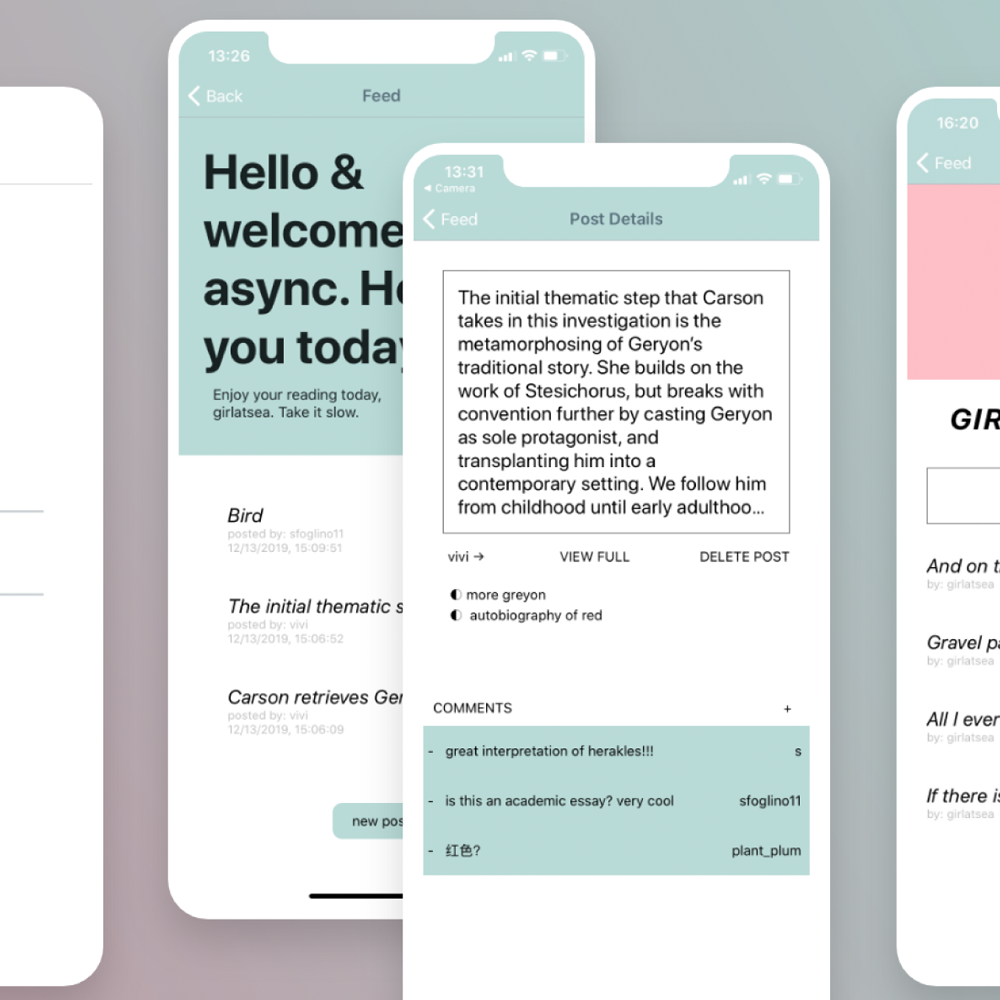 13:26
Back
Feed
Hello &
welcome
async. He
you today
Enjoy your reading today,
girlatsea. Take it slow.
Bird
posted by: sfoglino11
12/13/2019, 15:09:51
The initial thematic s
posted by: vivi
12/13/2019, 15:06:52
Carson retrieves Ger
posted by: vivi
12/13/2019, 15:06:09
new pos
13:31
Camera
Feed
Post Details
The initial thematic step that Carson
takes in this investigation is the
metamorphosing of Geryon's
traditional story. She builds on the
work of Stesichorus, but breaks with
convention further by casting Geryon
as sole protagonist, and
transplanting him into a
contemporary setting. We follow him
from childhood until early adulthoo...
vivi →
VIEW FULL
DELETE POST
more greyon
autobiography of red
COMMENTS
+
- great interpretation of herakles!!! s
- is this an academic essay? very cool sfoglino11
- 红色? plant_plum
16:20
Feed
GIR
And on t
by: girlatsea
Gravel pa
by: girlatsea
All I ever
by: girlatsea
If there is
by: girlatsea